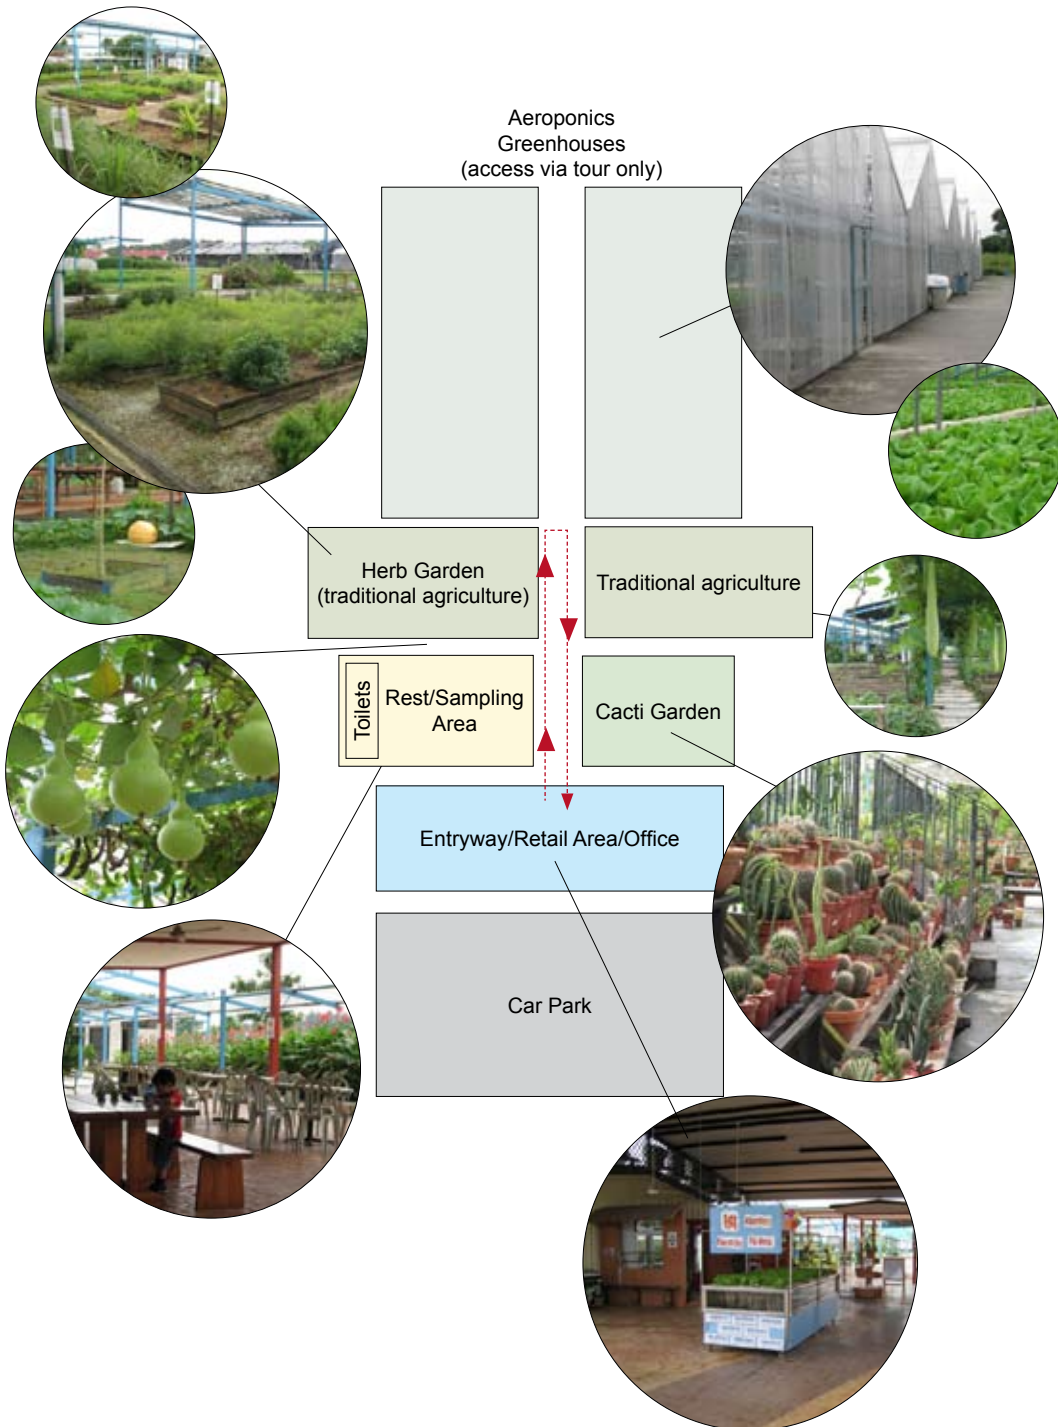 Aeroponics
Greenhouses
(access via tour only)
Herb Garden
(traditional agriculture)
Traditional agriculture
Toilets
Rest/Sampling
Area
Cacti Garden
Entryway/Retail Area/Office
Car Park